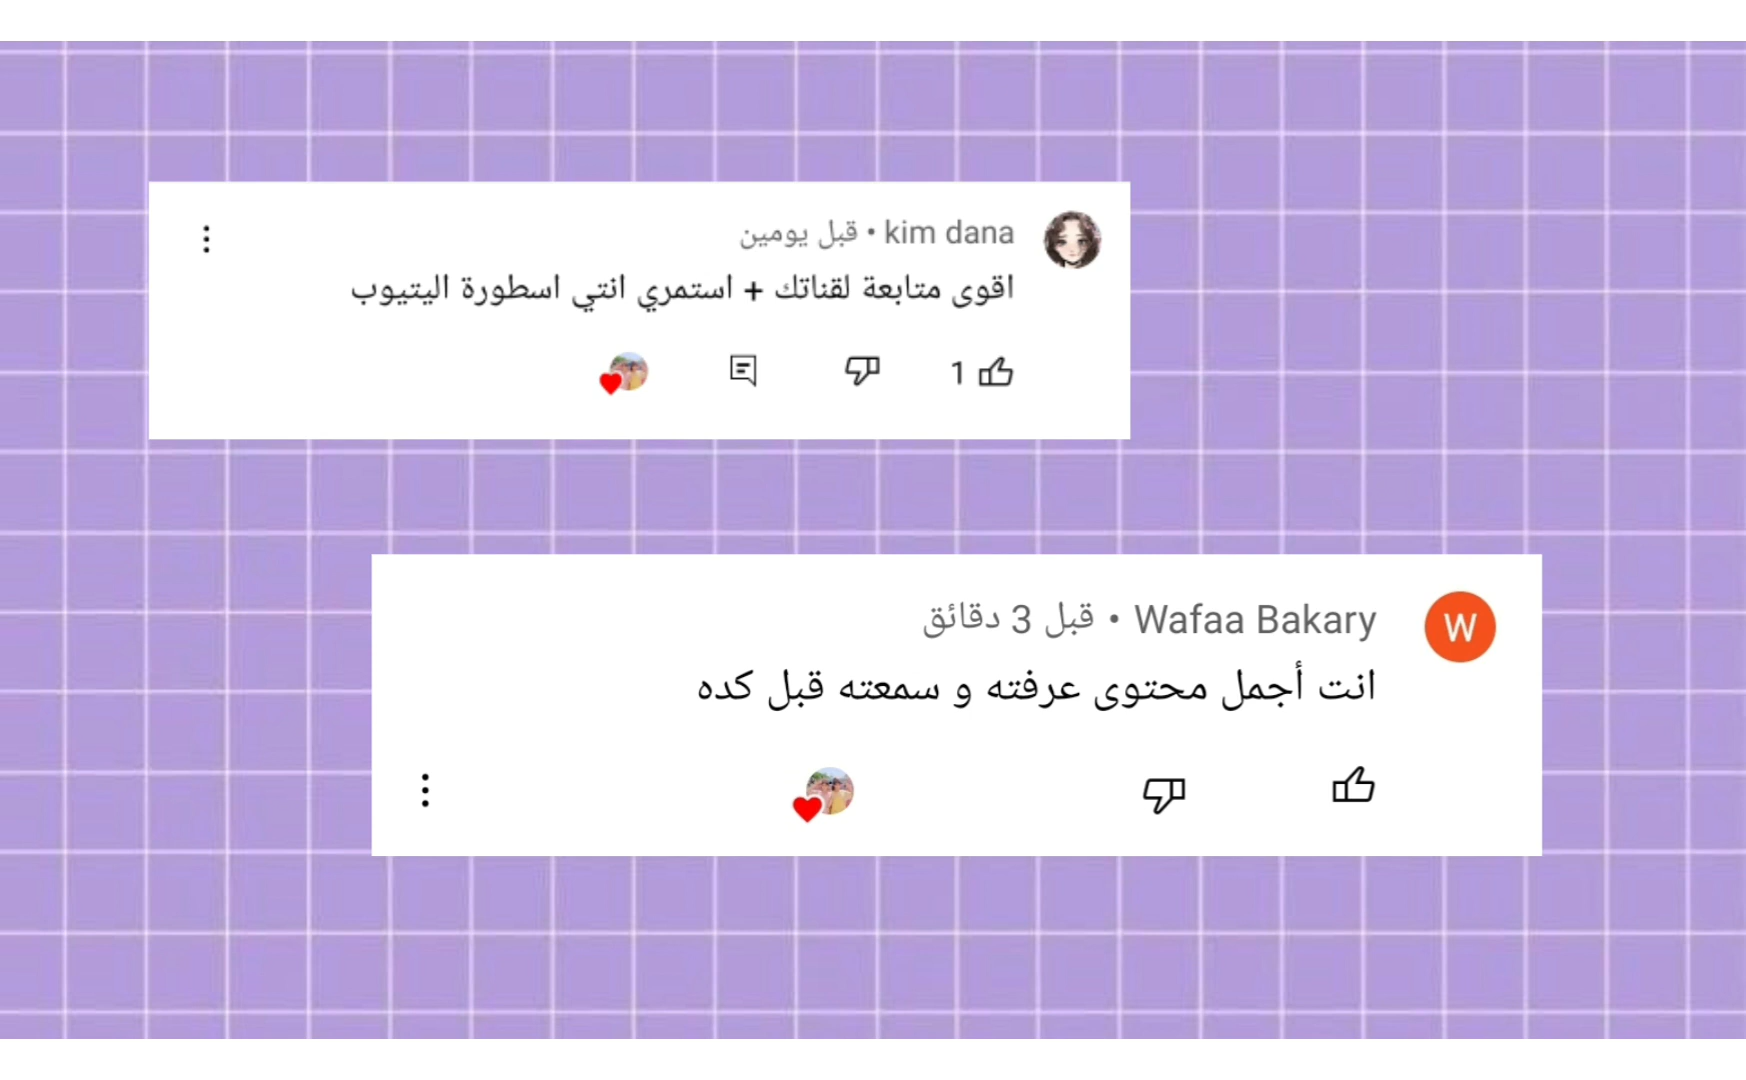 kim dana • قبل يومين
اقوى متابعة لقناتك + استمري انتي اسطورة اليتيوب
1
W
Wafaa Bakary • قبل 3 دقائق
انت أجمل محتوى عرفته و سمعته قبل كده